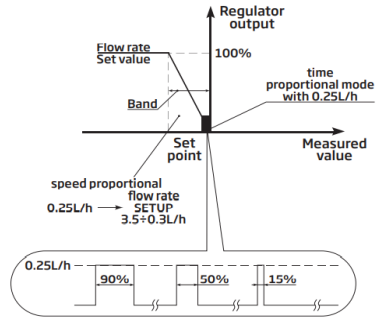 Regulator
output
Flow rate
Set value
100%
time
proportional mode
with 0.25L/h
Band
Set
point
Measured
value
speed proportional
flow rate
0.25L/h
SETUP
3.5÷0.3L/h
0.25L/h
90%
50%
15%